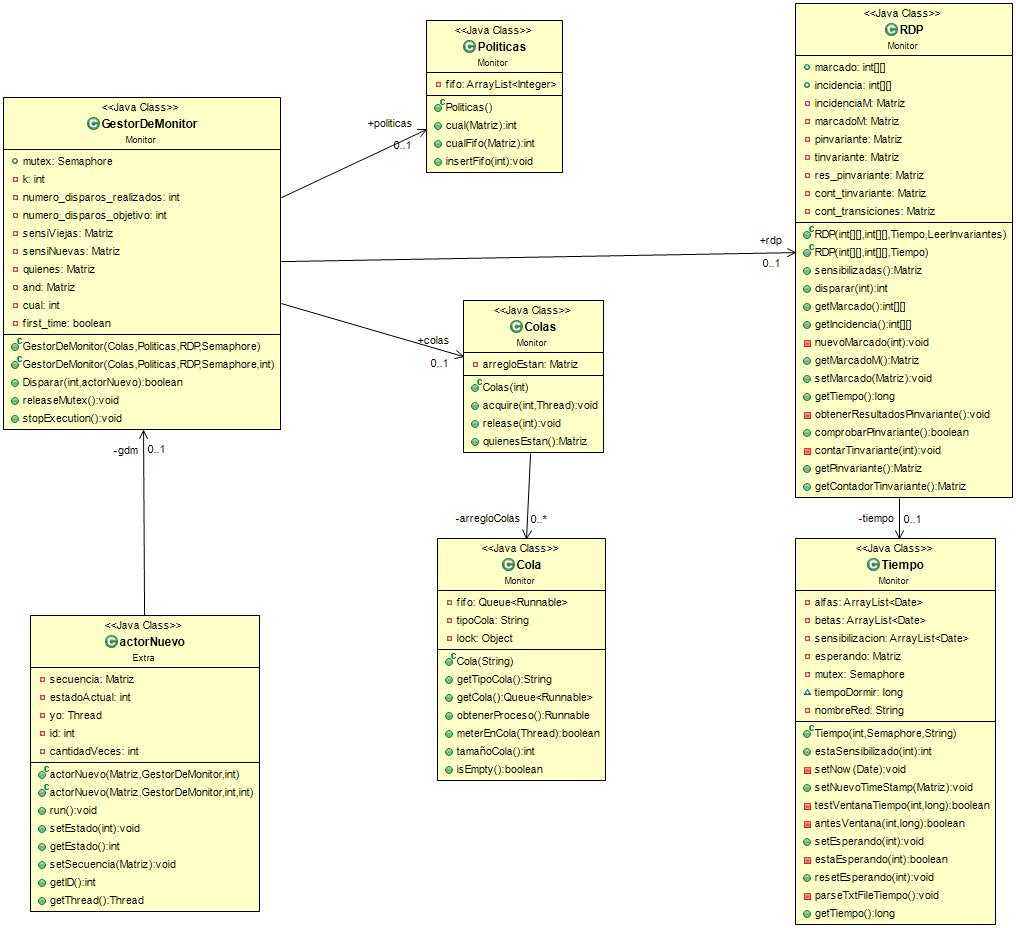 <<Java Class>>
GestorDeMonitor
Monitor
mutex: Semaphore
k: int
numero_disparos_realizados: int
numero_disparos_objetivo: int
sensiViejas: Matriz
sensiNuevas: Matriz
quienes: Matriz
and: Matriz
cual: int
first_time: boolean
GestorDeMonitor(Colas,Politicas,RDP,Semaphore)
GestorDeMonitor(Colas,Politicas,RDP,Semaphore,int)
Disparar(int,actorNuevo):boolean
releaseMutex():void
stopExecution():void
<<Java Class>>
Politicas
Monitor
fifo: ArrayList<Integer>
Politicas()
cual(Matriz):int
cualFifo(Matriz):int
insertFifo(int):void
<<Java Class>>
RDP
Monitor
marcado: int[][]
incidencia: int[][]
incidenciaM: Matriz
marcadoM: Matriz
pinvariante: Matriz
tinvariante: Matriz
res_pinvariante: Matriz
cont_tinvariante: Matriz
cont_transiciones: Matriz
RDP(int[][],int[][],Tiempo,LeerInvariantes)
RDP(int[][],int[][],Tiempo)
sensibilizadas():Matriz
disparar(int):int
getMarcado():int[][]
getIncidencia():int[][]
nuevoMarcado(int):void
getMarcadoM():Matriz
setMarcado(Matriz):void
getTiempo():long
obtenerResultadosPinvariante():void
comprobarPinvariante():boolean
contarTinvariante(int):void
getPinvariante():Matriz
getContadorTinvariante():Matriz
+politicas
0..1
+rdp
0..1
+colas
0..1
<<Java Class>>
Colas
Monitor
arregloEstan: Matriz
Colas(int)
acquire(int,Thread):void
release(int):void
quienesEstan():Matriz
-gdm 0..1
-arregloColas 0..*
-tiempo 0..1
<<Java Class>>
Cola
Monitor
fifo: Queue<Runnable>
tipoCola: String
lock: Object
Cola(String)
getTipoCola():String
getCola():Queue<Runnable>
obtenerProceso():Runnable
meterEnCola(Thread):boolean
tamañoCola():int
isEmpty():boolean
<<Java Class>>
Tiempo
Monitor
alfas: ArrayList<Date>
betas: ArrayList<Date>
sensibilizacion: ArrayList<Date>
esperando: Matriz
mutex: Semaphore
tiempoDormir: long
nombreRed: String
Tiempo(int,Semaphore,String)
estaSensibilizado(int):int
setNow(Date):void
setNuevoTimeStamp(Matriz):void
testVentanaTiempo(int,long):boolean
antesVentana(int,long):boolean
setEsperando(int):void
estaEsperando(int):boolean
resetEsperando(int):void
parseTxtFileTiempo():void
getTiempo():long
<<Java Class>>
actorNuevo
Extra
secuencia: Matriz
estadoActual: int
yo: Thread
id: int
cantidadVeces: int
actorNuevo(Matriz,GestorDeMonitor,int)
actorNuevo(Matriz,GestorDeMonitor,int,int)
run():void
setEstado(int):void
getEstado():int
setSecuencia(Matriz):void
getID():int
getThread():Thread